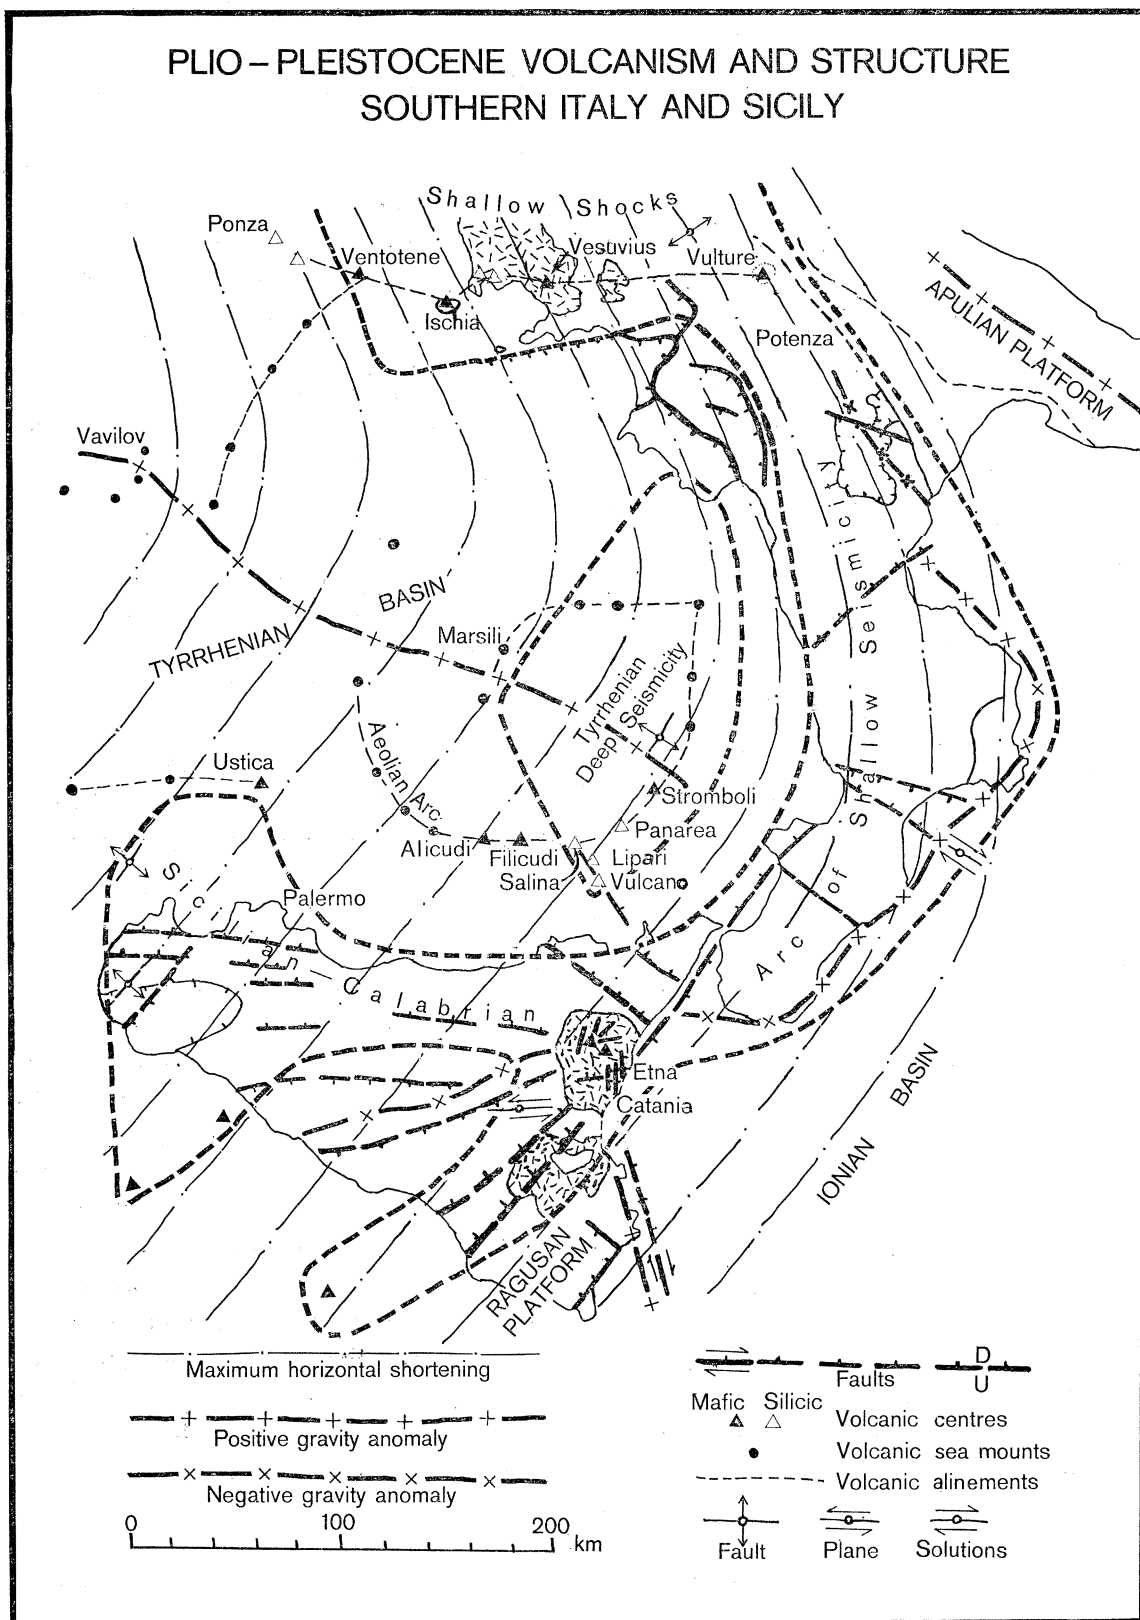 PLIO – PLEISTOCENE VOLCANISM AND STRUCTURE
SOUTHERN ITALY AND SICILY
Shallow Shocks
Ponza
Ventotene
Vesuvius
Vulture
Ischia
Potenza
APULIAN PLATFORM
Vavilov
BASIN
TYRRHENIAN
Marsili
Tyrrhenian
Deep Seismicity
Ustica
Aeolian Arc
Stromboli
Panarea
Alicudi
Filicudi
Lipari
Salina
Vulcano
Arc of Shallow Seismicity
Palermo
Sicilian – Calabrian
Etna
Catania
IONIAN BASIN
RAGUSAN
PLATFORM
Maximum horizontal shortening
Positive gravity anomaly
Negative gravity anomaly
0 100 200 km
D
Faults U
Mafic Silicic
Volcanic centres
Volcanic sea mounts
Volcanic alinements
Fault Plane Solutions